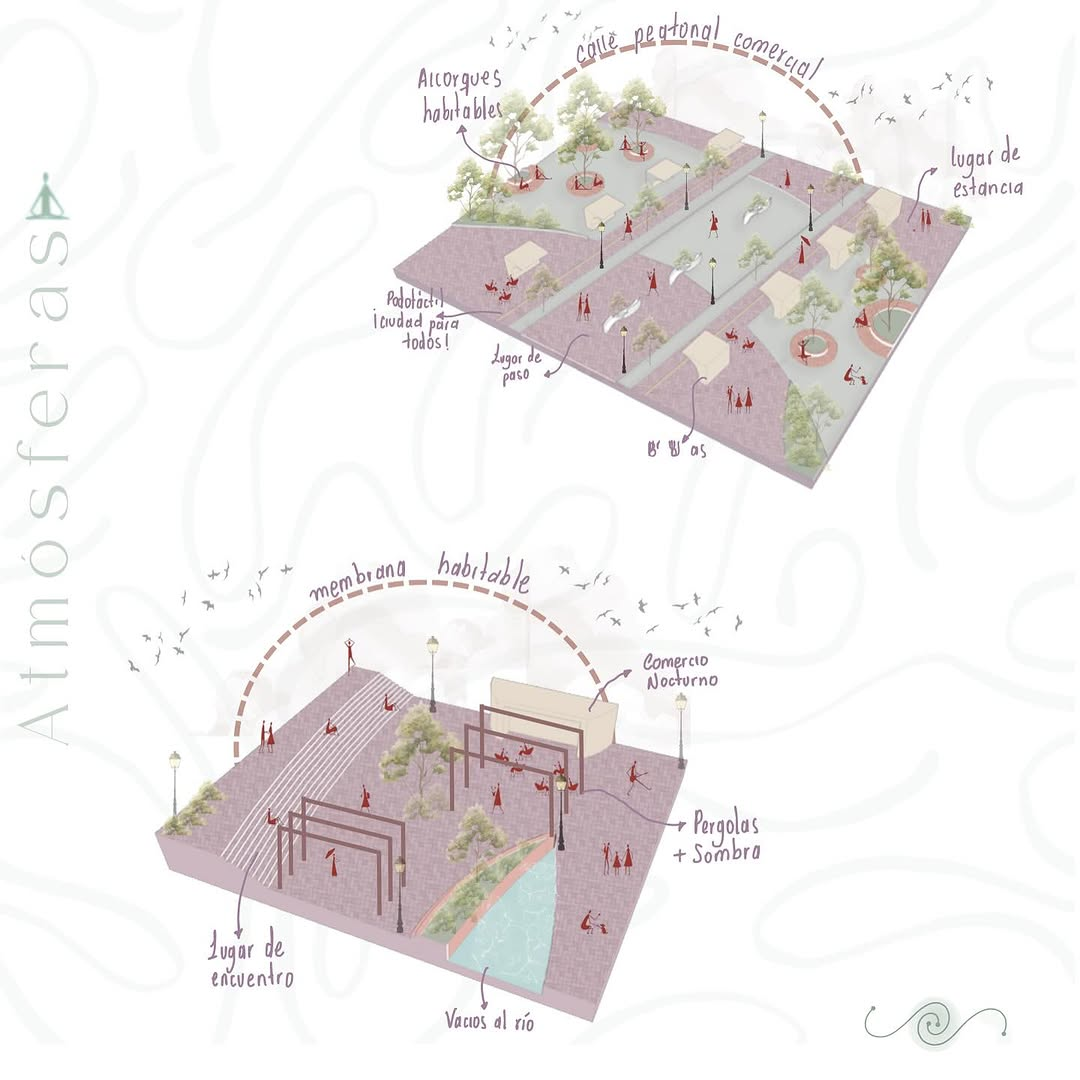 Atmósferas
calle peatonal comercial
Alcorques
habitables
lugar de
estancia
Podotáctil
¡ciudad para
todos!
Lugar de
paso
membrana habitable
Comercio
Nocturno
Pergolas
+ Sombra
Lugar de
encuentro
Vacios al río